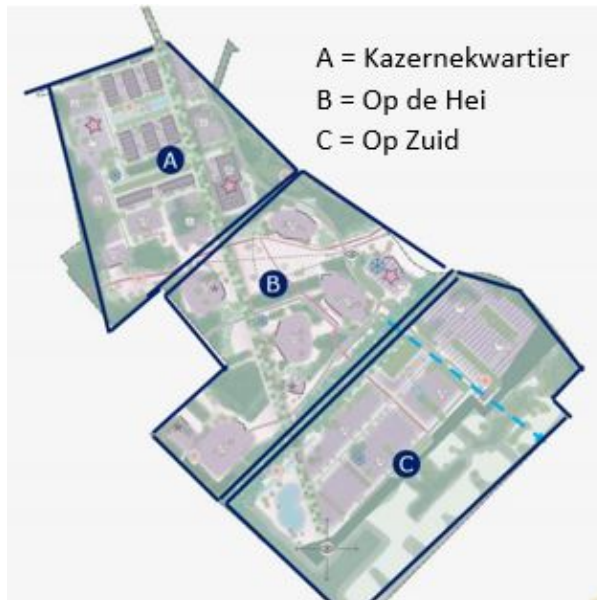 A = Kazernekwartier
B = Op de Hei
C = Op Zuid
A
B
C